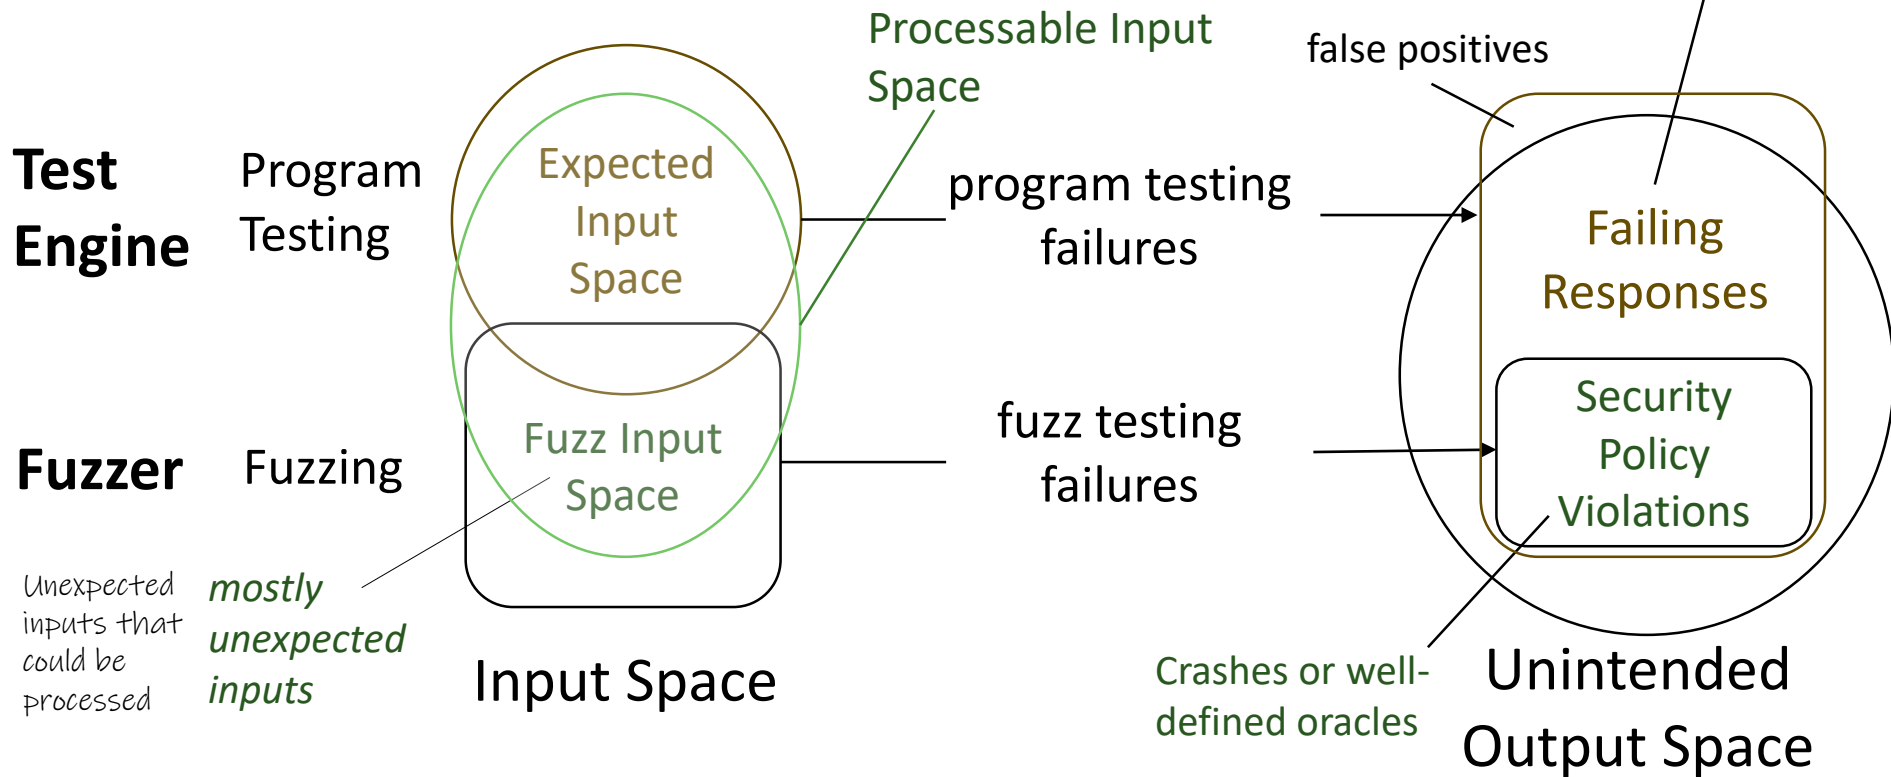 Processable Input
Space
false positives
Test
Engine
Program
Testing
Expected
Input
Space
program testing
failures
Failing
Responses
Fuzzer
Fuzzing
Fuzz Input
Space
fuzz testing
failures
Security
Policy
Violations
Unexpected
inputs that
could be
processed
mostly
unexpected
inputs
Input Space
Crashes or well-
defined oracles
Unintended
Output Space